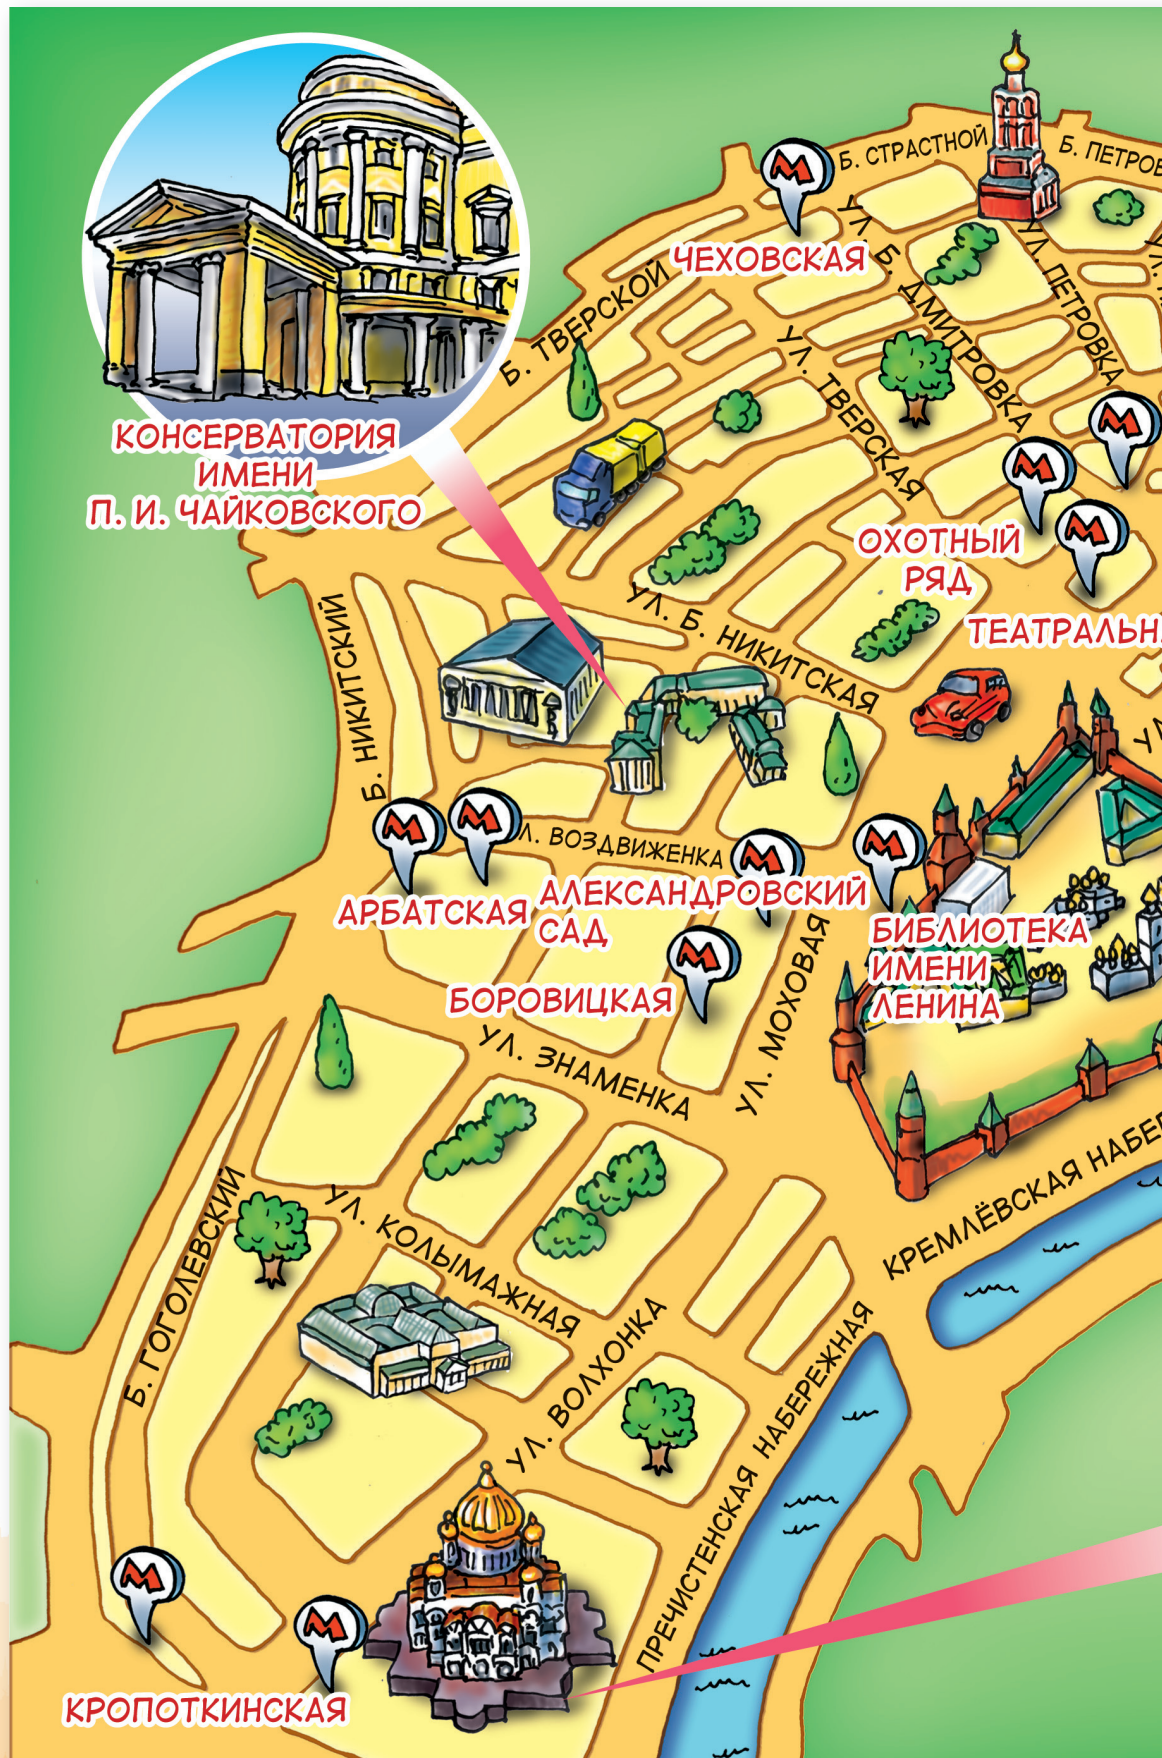 Б. СТРАСТНОЙ
Б. ПЕТРОВ
М
ЧЕХОВСКАЯ
УЛ. Б. ДМИТРОВКА
УЛ. ПЕТРОВКА
УЛ.
Б. ТВЕРСКОЙ
УЛ. ТВЕРСКАЯ
КОНСЕРВАТОРИЯ
ИМЕНИ
П. И. ЧАЙКОВСКОГО
М
М
М
ОХОТНЫЙ
РЯД
ТЕАТРАЛЬН
УЛ. Б. НИКИТСКАЯ
Б. НИКИТСКИЙ
М
М
Л. ВОЗДВИЖЕНКА
М
М
АРБАТСКАЯ
АЛЕКСАНДРОВСКИЙ
САД
БИБЛИОТЕКА
ИМЕНИ
ЛЕНИНА
М
БОРОВИЦКАЯ
УЛ. МОХОВАЯ
УЛ. ЗНАМЕНКА
КРЕМЛЁВСКАЯ НАБЕР
Б. ГОГОЛЕВСКИЙ
УЛ. КОЛЫМАЖНАЯ
УЛ. ВОЛХОНКА
ПРЕЧИСТЕНСКАЯ НАБЕРЕЖНАЯ
М
М
КРОПОТКИНСКАЯ